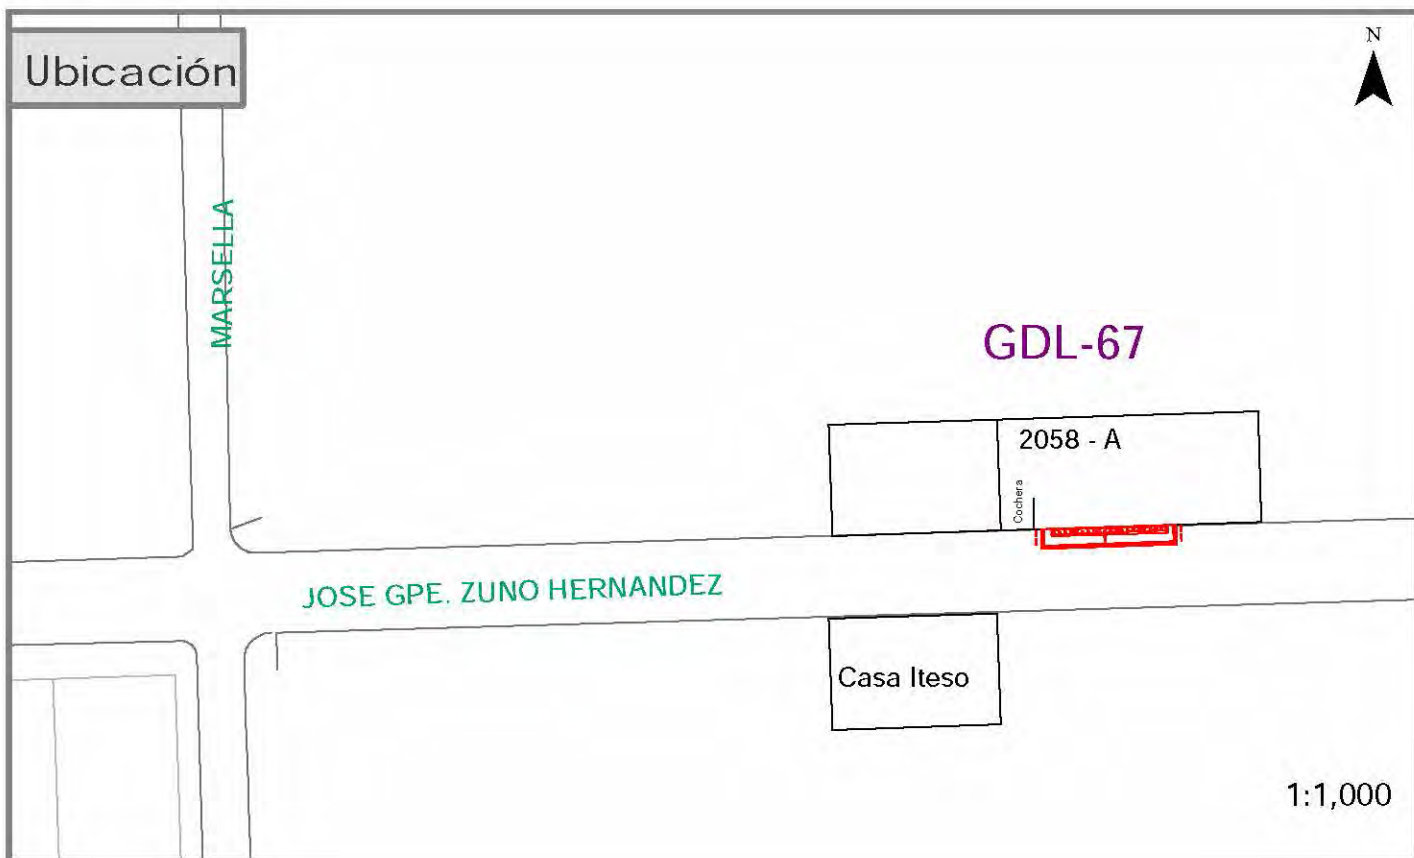 Ubicación
N
MARSELLA
GDL-67
2058 - A
Cochera
JOSE GPE. ZUNO HERNANDEZ
Casa Iteso
1:1,000